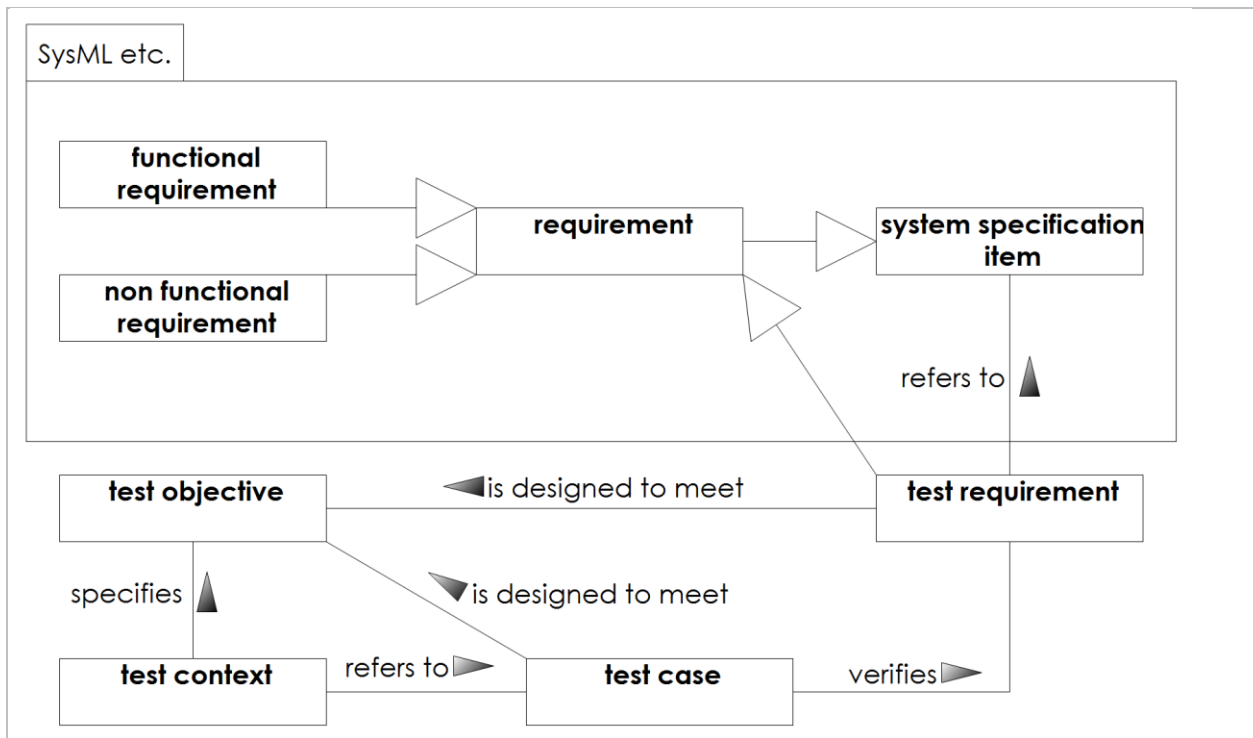 SysML etc.
functional
requirement
requirement
system specification
item
non functional
requirement
refers to
test objective
is designed to meet
test requirement
specifies
is designed to meet
test context
refers to
test case
verifies